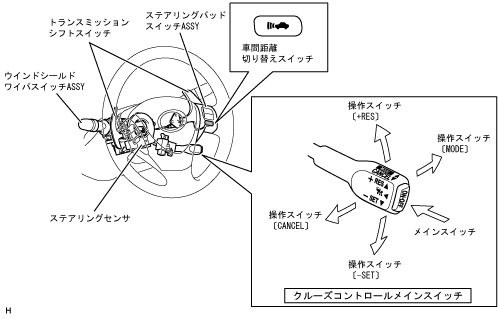 トランスミッション
シフトスイッチ
ステアリングパッド
スイッチASSY
車間距離
切り替えスイッチ
ウインドシールド
ワイパスイッチASSY
ステアリングセンサ
操作スイッチ
[+RES]
操作スイッチ
[MODE]
CANCEL
+ RES ▲
- SET ▼
ON-OFF
操作スイッチ
[CANCEL]
メインスイッチ
操作スイッチ
[-SET]
クルーズコントロールメインスイッチ
H